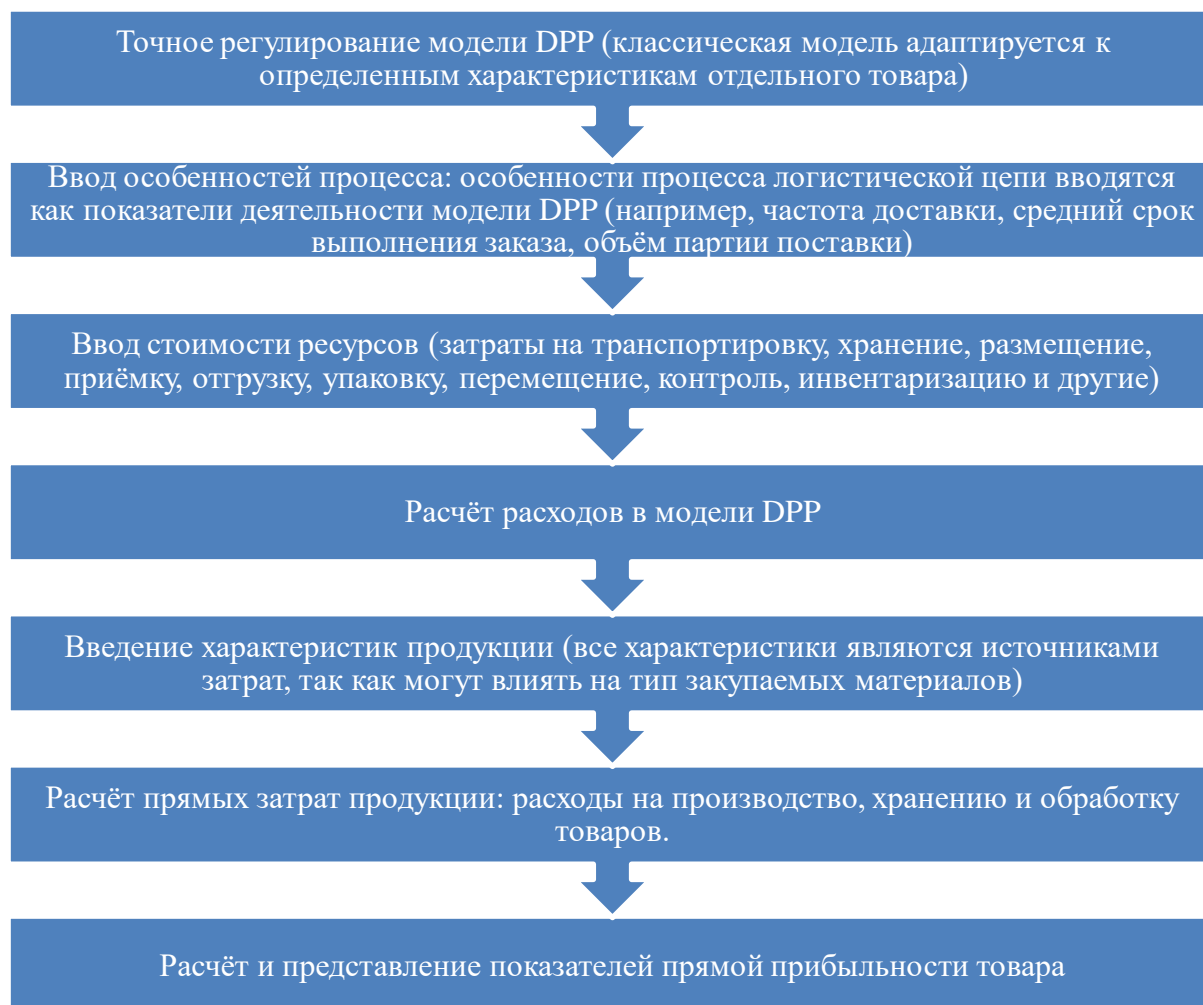 Точное регулирование модели DPP (классическая модель адаптируется к
определенным характеристикам отдельного товара)
Ввод особенностей процесса: особенности процесса логистической цепи вводятся
как показатели деятельности модели DPP (например, частота доставки, средний срок
выполнения заказа, объём партии поставки)
Ввод стоимости ресурсов (затраты на транспортировку, хранение, размещение,
приёмку, отгрузку, упаковку, перемещение, контроль, инвентаризацию и другие)
Расчёт расходов в модели DPP
Введение характеристик продукции (все характеристики являются источниками
затрат, так как могут влиять на тип закупаемых материалов)
Расчёт прямых затрат продукции: расходы на производство, хранению и обработку
товаров.
Расчёт и представление показателей прямой прибыльности товара